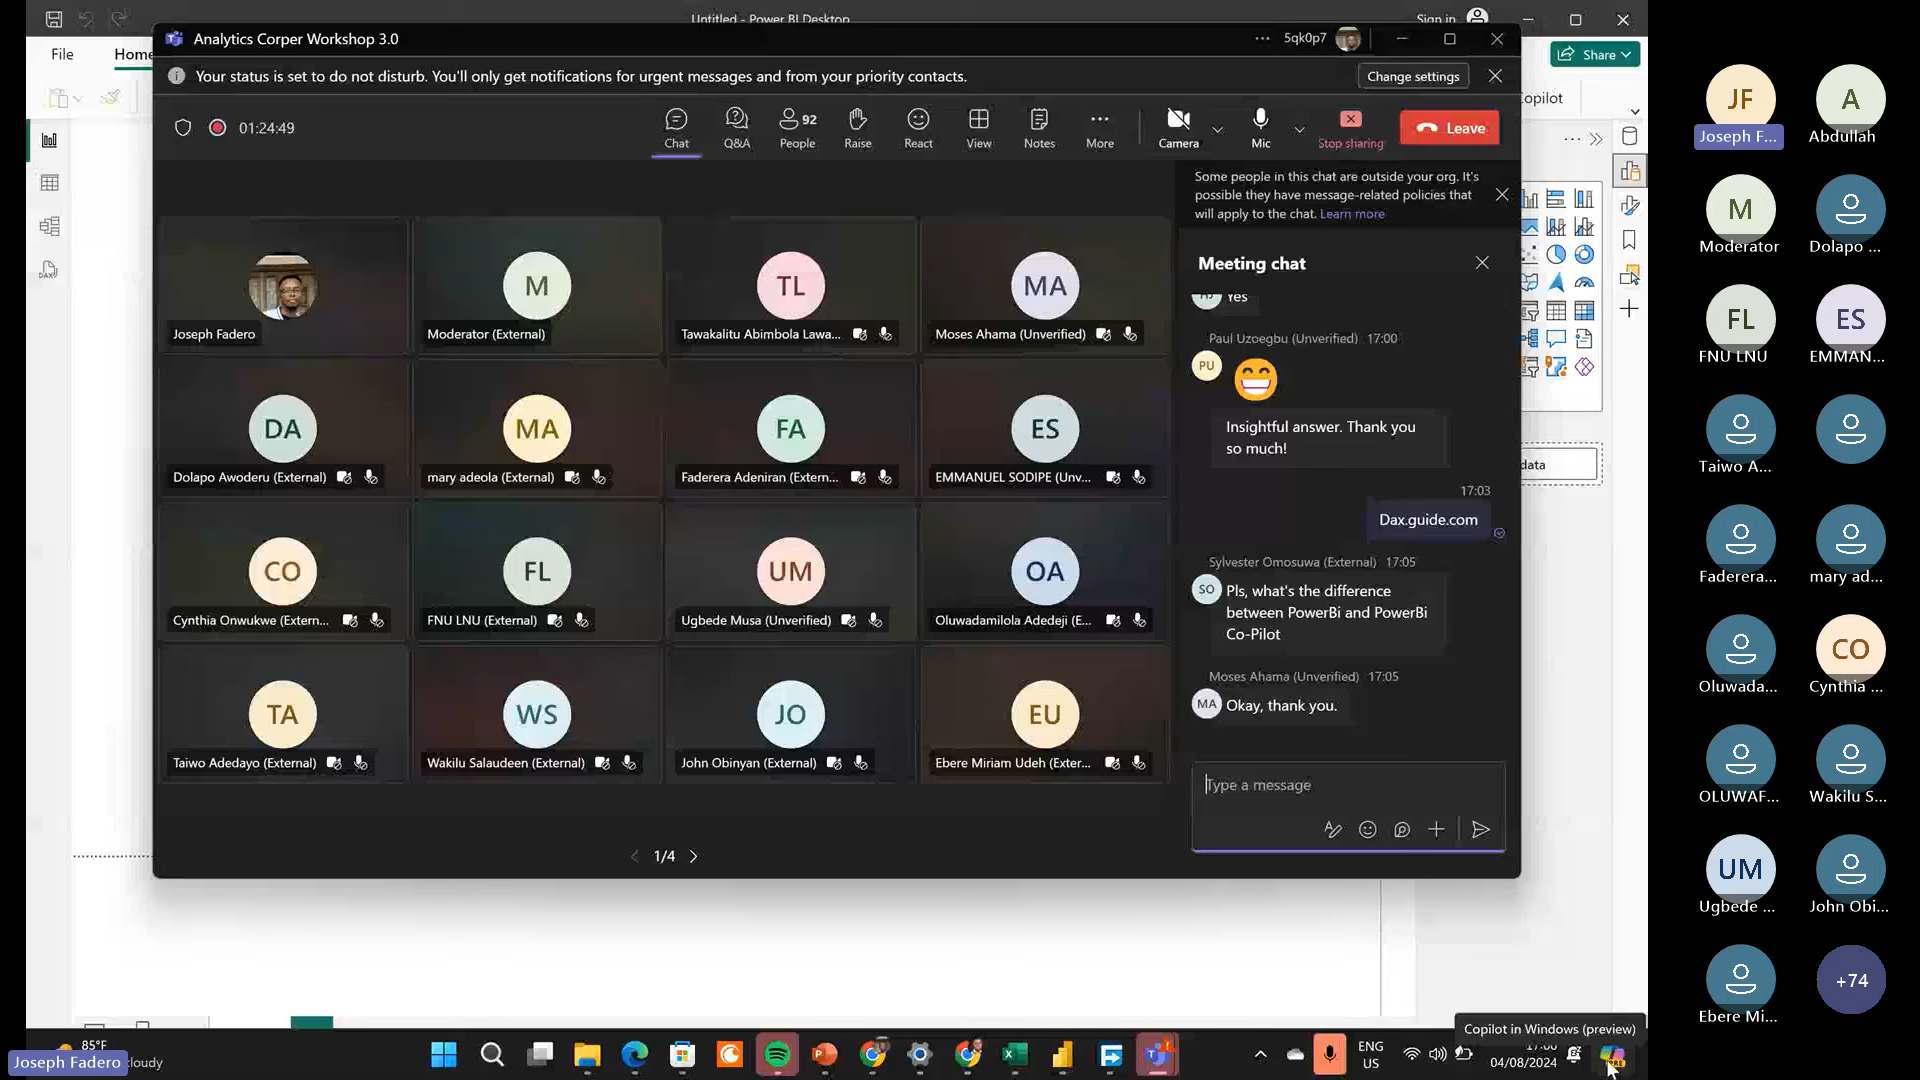 Untitled - Power BI Desktop
Sign in
File
Home
Share
opilot
data
Analytics Corper Workshop 3.0
5qk0p7
Your status is set to do not disturb. You'll only get notifications for urgent messages and from your priority contacts.
Change settings
01:24:49
Chat
Q&A
92
People
Raise
React
View
Notes
More
Camera
Mic
Stop sharing
Leave
Joseph Fadero
M
Moderator (External)
TL
Tawakalitu Abimbola Lawa...
MA
Moses Ahama (Unverified)
DA
Dolapo Awoderu (External)
MA
mary adeola (External)
FA
Faderera Adeniran (Extern...
ES
EMMANUEL SODIPE (Unv...
CO
Cynthia Onwukwe (Extern...
FL
FNU LNU (External)
UM
Ugbede Musa (Unverified)
OA
Oluwadamilola Adedeji (E...
TA
Taiwo Adedayo (External)
WS
Wakilu Salaudeen (External)
JO
John Obinyan (External)
EU
Ebere Miriam Udeh (Exter...
1/4
Some people in this chat are outside your org. It's
possible they have message-related policies that
will apply to the chat. Learn more
Meeting chat
Yes
Paul Uzoegbu (Unverified) 17:00
PU
Insightful answer. Thank you
so much!
17:03
Dax.guide.com
Sylvester Omosuwa (External) 17:05
SO
Pls, what's the difference
between PowerBi and PowerBi
Co-Pilot
Moses Ahama (Unverified) 17:05
MA
Okay, thank you.
Type a message
JF
Joseph F...
A
Abdullah
M
Moderator
Dolapo ...
FL
FNU LNU
ES
EMMAN...
Taiwo A...
Faderera...
mary ad...
Oluwada...
CO
Cynthia ...
OLUWAF...
Wakilu S...
UM
Ugbede ...
John Obi...
Ebere Mi...
+74
85°F
cloudy
Joseph Fadero
Copilot in Windows (preview)
ENG
US
04/08/2024